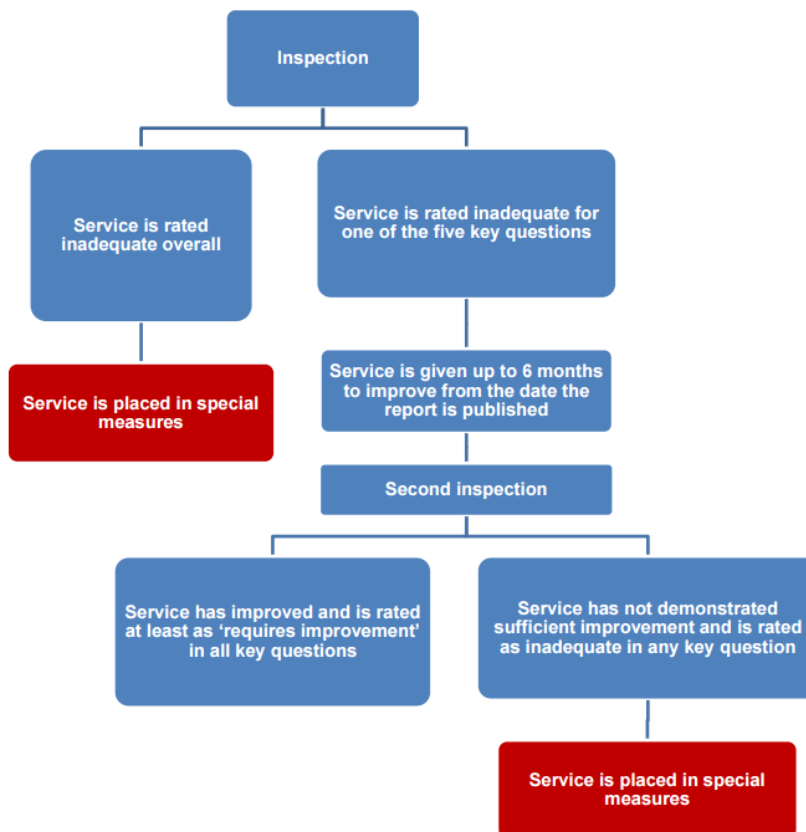 Inspection
Service is rated
inadequate overall
Service is rated inadequate for
one of the five key questions
Service is placed in special
measures
Service is given up to 6 months
to improve from the date the
report is published
Second inspection
Service has improved and is rated
at least as ‘requires improvement’
in all key questions
Service has not demonstrated
sufficient improvement and is rated
as inadequate in any key question
Service is placed in special
measures